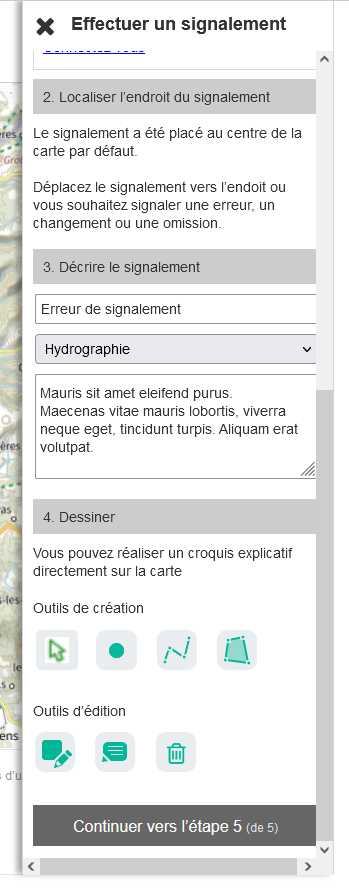 Effectuer un signalement
Connectez-vous
2. Localiser l'endroit du signalement
Le signalement a été placé au centre de la
carte par défaut.
Déplacez le signalement vers l'endoit ou
vous souhaitez signaler une erreur, un
changement ou une omission.
3. Décrire le signalement
Erreur de signalement
Hydrographie
Mauris sit amet eleifend purus.
Maecenas vitae mauris lobortis, viverra
neque eget, tincidunt turpis. Aliquam erat
volutpat.
4. Dessiner
Vous pouvez réaliser un croquis explicatif
directement sur la carte
Outils de création
Outils d'édition
Continuer vers l'étape 5 (de 5)